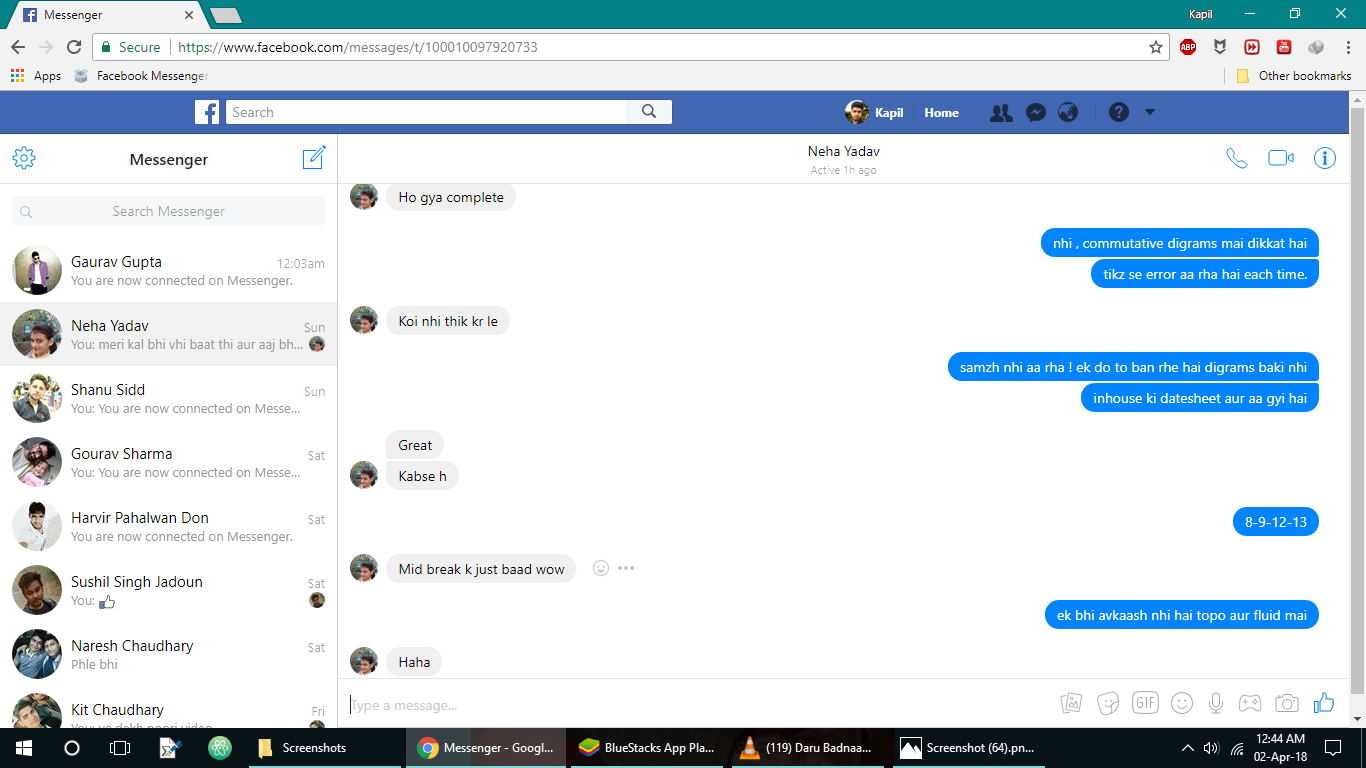 Messenger
Kapil
Secure
https://www.facebook.com/messages/t/100010097920733
ABP
Apps
Facebook Messenger
Other bookmarks
Search
Kapil
Home
Messenger
Search Messenger
Gaurav Gupta
12:03am
You are now connected on Messenger.
Neha Yadav
Sun
You: meri kal bhi vhi baat thi aur aaj bh...
Shanu Sidd
Sun
You: You are now connected on Messe...
Gourav Sharma
Sat
You: You are now connected on Messe...
Harvir Pahalwan Don
Sat
You are now connected on Messenger.
Sushil Singh Jadoun
Sat
You:
Naresh Chaudhary
Sat
Phle bhi
Kit Chaudhary
Fri
Neha Yadav
Active 1h ago
Ho gya complete
nhi , commutative digrams mai dikkat hai
tikz se error aa rha hai each time.
Koi nhi thik kr le
samzh nhi aa rha ! ek do to ban rhe hai digrams baki nhi
inhouse ki datesheet aur aa gyi hai
Great
Kabse h
8-9-12-13
Mid break k just baad wow
ek bhi avkaash nhi hai topo aur fluid mai
Haha
Type a message...
GIF
Screenshots
Messenger - Googl...
BlueStacks App Pla...
(119) Daru Badnaa...
Screenshot (64).pn...
12:44 AM
02-Apr-18